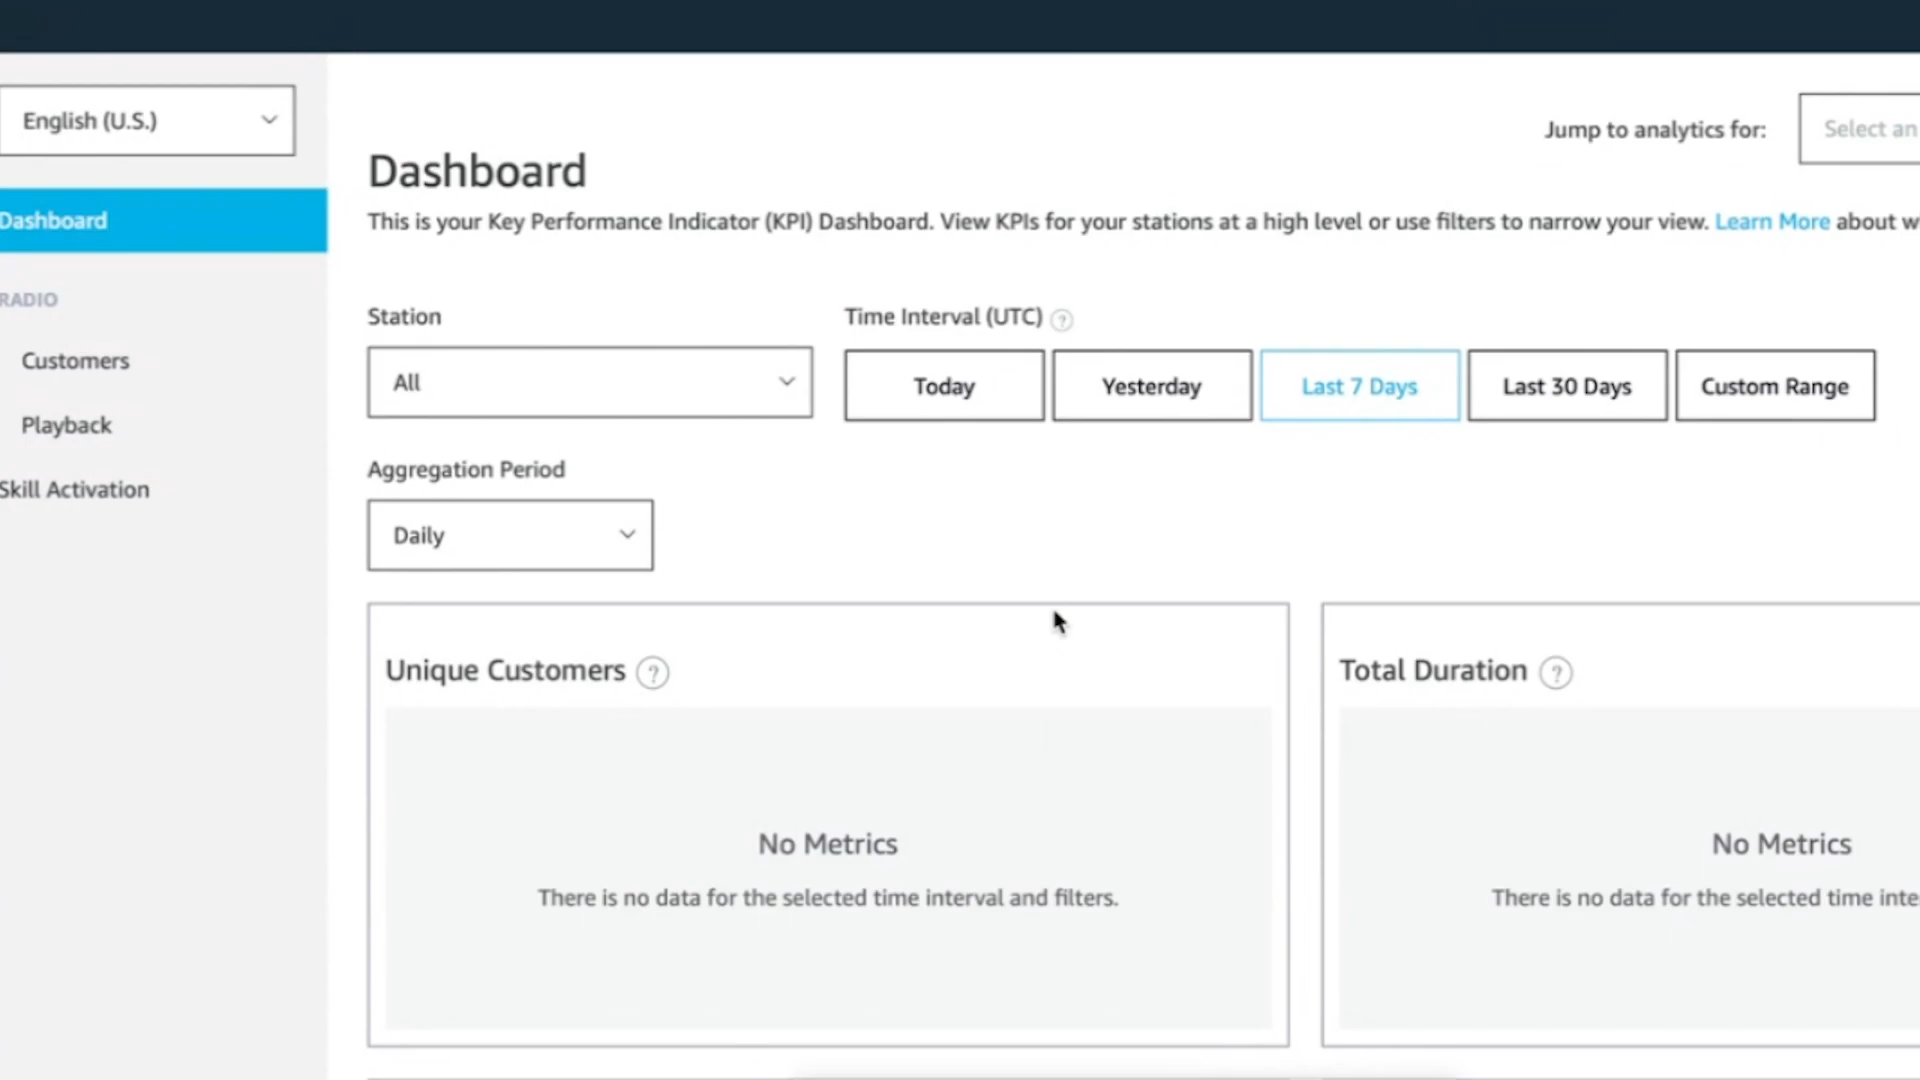 English (U.S.)
Jump to analytics for:
Select an
Dashboard
Dashboard
This is your Key Performance Indicator (KPI) Dashboard. View KPIs for your stations at a high level or use filters to narrow your view. Learn More about w
RADIO
Customers
Playback
Skill Activation
Station
Time Interval (UTC) ?
All
Today
Yesterday
Last 7 Days
Last 30 Days
Custom Range
Aggregation Period
Daily
Unique Customers ?
No Metrics
There is no data for the selected time interval and filters.
Total Duration ?
No Metrics
There is no data for the selected time inte